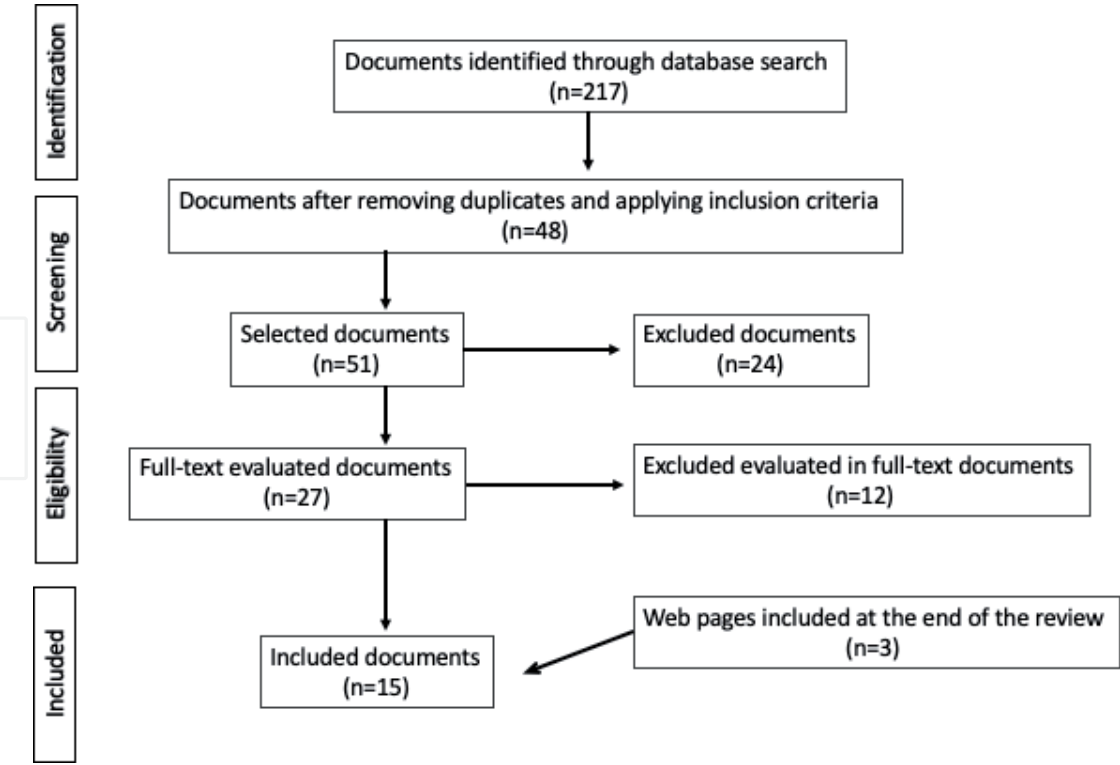 Identification
Documents identified through database search
(n=217)
Screening
Documents after removing duplicates and applying inclusion criteria
(n=48)
Selected documents
(n=51)
Excluded documents
(n=24)
Eligibility
Full-text evaluated documents
(n=27)
Excluded evaluated in full-text documents
(n=12)
Included
Web pages included at the end of the review
(n=3)
Included documents
(n=15)